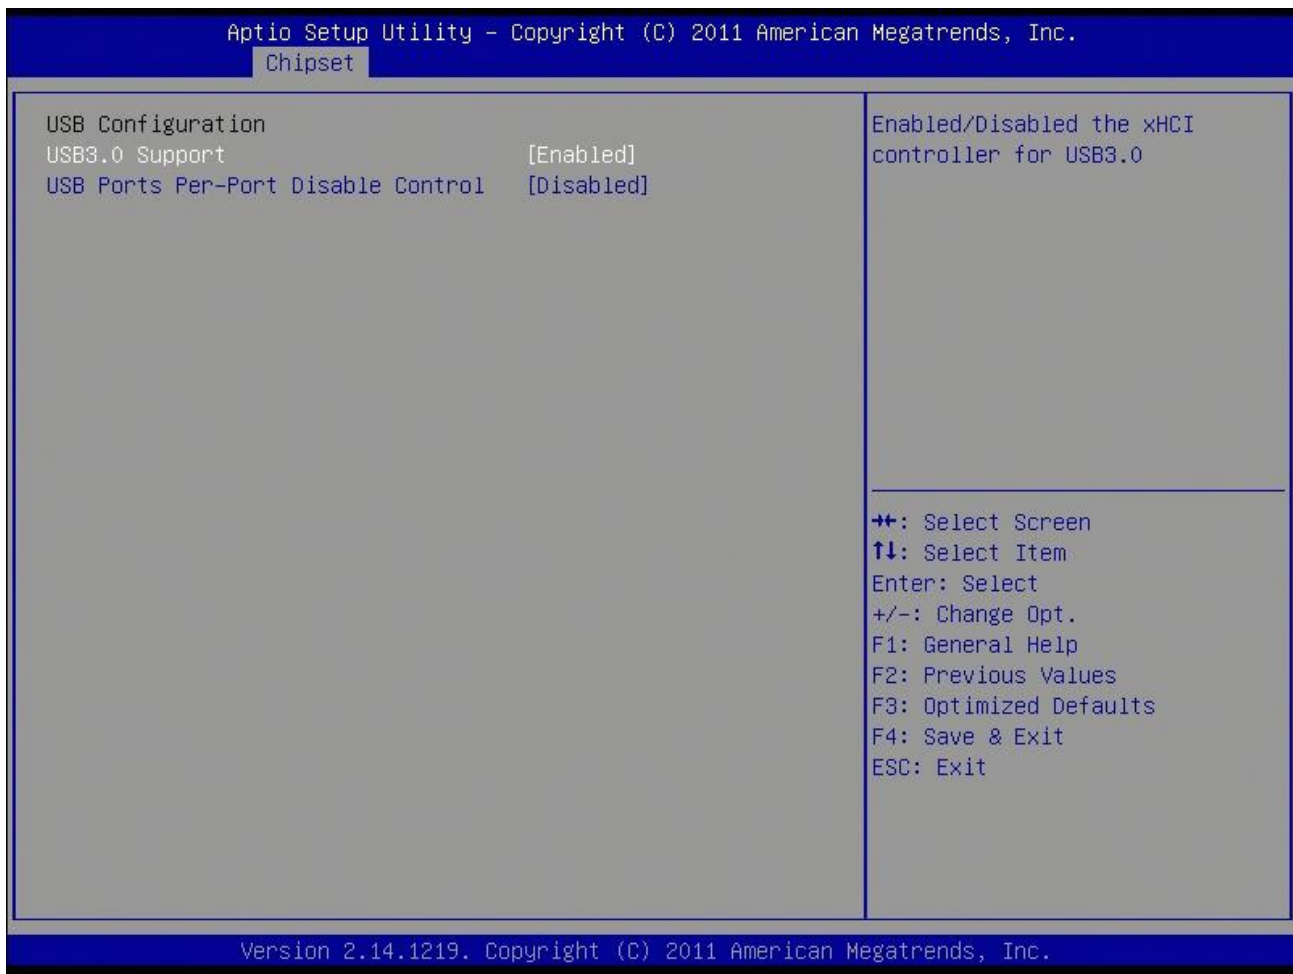 Aptio Setup Utility – Copyright (C) 2011 American Megatrends, Inc.
Chipset
USB Configuration
USB3.0 Support [Enabled]
USB Ports Per-Port Disable Control [Disabled]
Enabled/Disabled the xHCI
controller for USB3.0
→←: Select Screen
↑↓: Select Item
Enter: Select
+/-: Change Opt.
F1: General Help
F2: Previous Values
F3: Optimized Defaults
F4: Save & Exit
ESC: Exit
Version 2.14.1219. Copyright (C) 2011 American Megatrends, Inc.